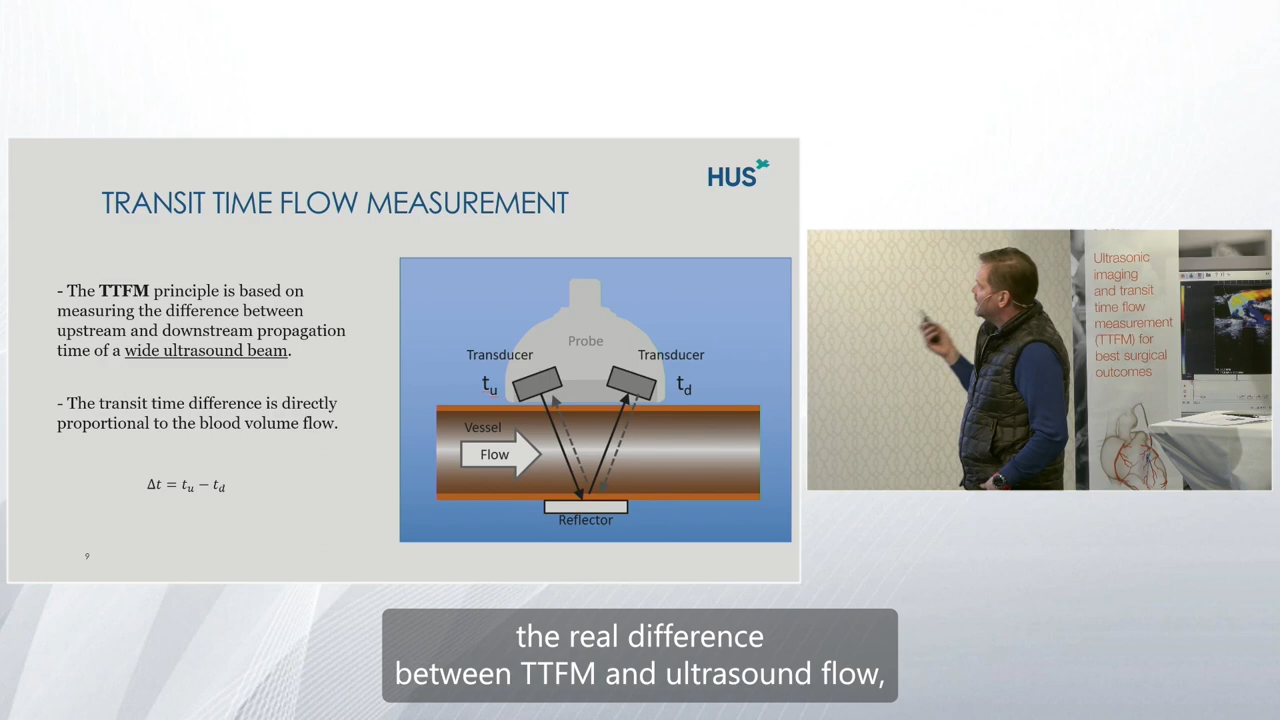 HUS
TRANSIT TIME FLOW MEASUREMENT
- The TTFM principle is based on
measuring the difference between
upstream and downstream propagation
time of a wide ultrasound beam.
- The transit time difference is directly
proportional to the blood volume flow.
Δt = tu − td
9
Probe
Transducer
Transducer
tu
td
Vessel
Flow
Reflector
Ultrasonic
imaging
and transit
time flow
measurement
(TTFM) for
best surgical
outcomes
the real difference
between TTFM and ultrasound flow,